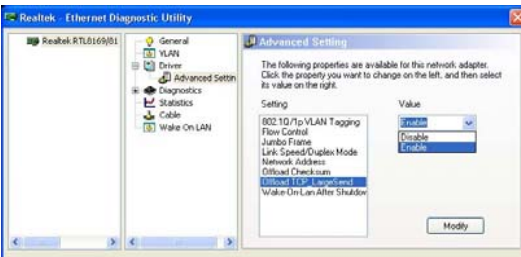 Realtek - Ethernet Diagnostic Utility
Realtek RTL8169/81
General
VLAN
Driver
Advanced Settin
Diagnostics
Statistics
Cable
Wake On LAN
Advanced Setting
The following properties are available for this network adapter.
Click the property you want to change on the left, and then select
its value on the right.
Setting
Value
802.1Q/1p VLAN Tagging
Flow Control
Jumbo Frame
Link Speed/Duplex Mode
Network Address
Offload Checksum
Offload TCP_LargeSend
Wake-On-Lan After Shutdow
Enable
Disable
Enable
Modify